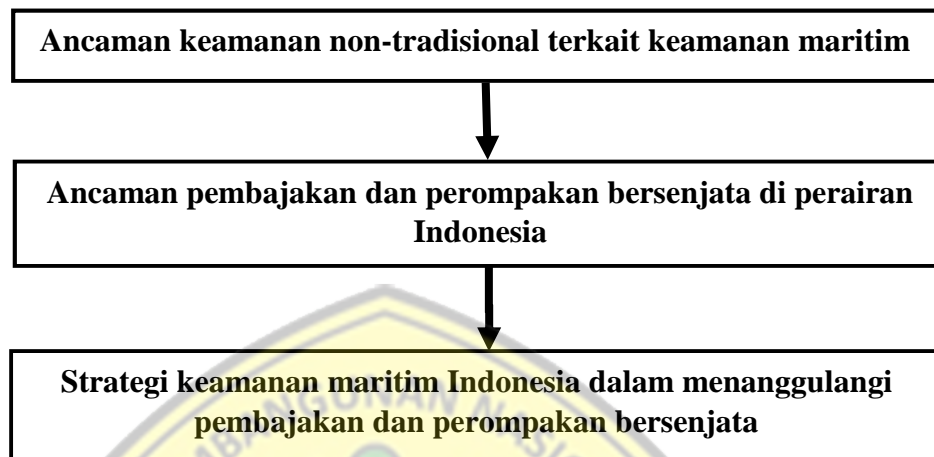 Ancaman keamanan non-tradisional terkait keamanan maritim
Ancaman pembajakan dan perompakan bersenjata di perairan
Indonesia
Strategi keamanan maritim Indonesia dalam menanggulangi
pembajakan dan perompakan bersenjata